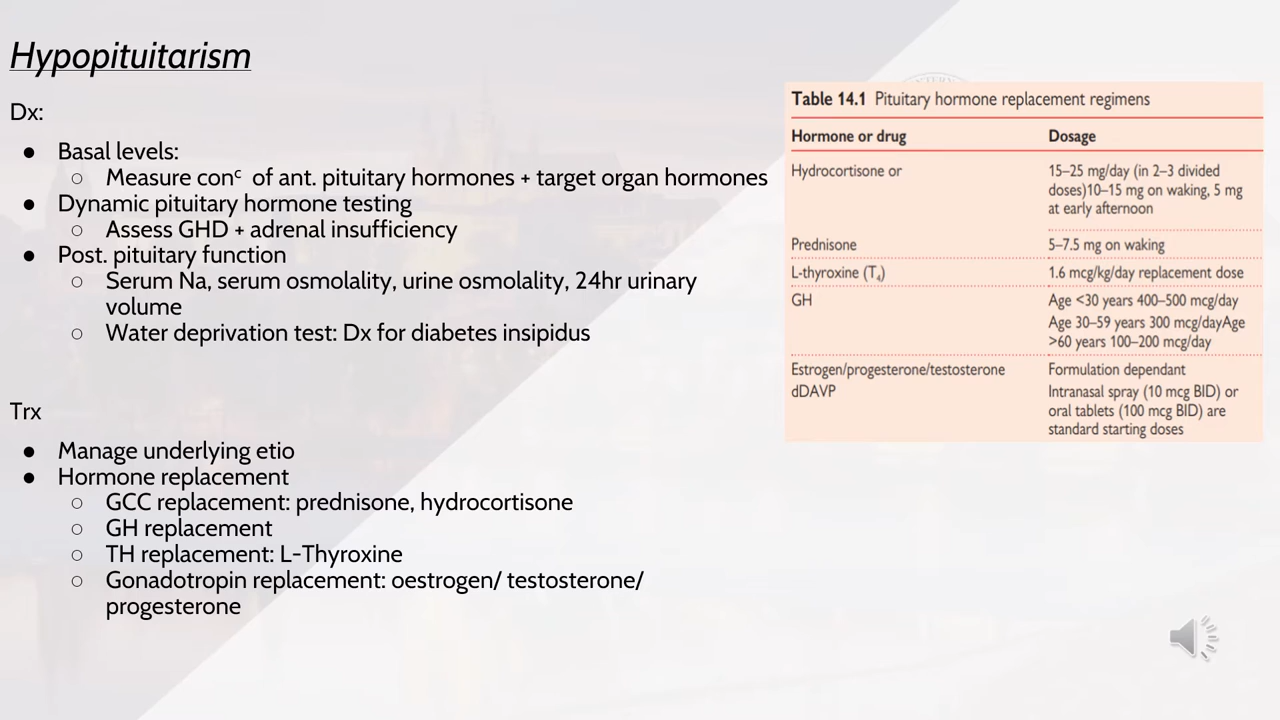 Hypopituitarism
Dx:
● Basal levels:
○ Measure conᶜ of ant. pituitary hormones + target organ hormones
● Dynamic pituitary hormone testing
○ Assess GHD + adrenal insufficiency
● Post. pituitary function
○ Serum Na, serum osmolality, urine osmolality, 24hr urinary
volume
○ Water deprivation test: Dx for diabetes insipidus
Trx
● Manage underlying etio
● Hormone replacement
○ GCC replacement: prednisone, hydrocortisone
○ GH replacement
○ TH replacement: L-Thyroxine
○ Gonadotropin replacement: oestrogen/ testosterone/
progesterone
Table 14.1 Pituitary hormone replacement regimens
Hormone or drug Dosage
Hydrocortisone or 15–25 mg/day (in 2–3 divided
doses)10–15 mg on waking, 5 mg
at early afternoon
Prednisone 5–7.5 mg on waking
L-thyroxine (T₄) 1.6 mcg/kg/day replacement dose
GH Age <30 years 400–500 mcg/day
Age 30–59 years 300 mcg/dayAge
>60 years 100–200 mcg/day
Estrogen/progesterone/testosterone Formulation dependant
dDAVP Intranasal spray (10 mcg BID) or
oral tablets (100 mcg BID) are
standard starting doses